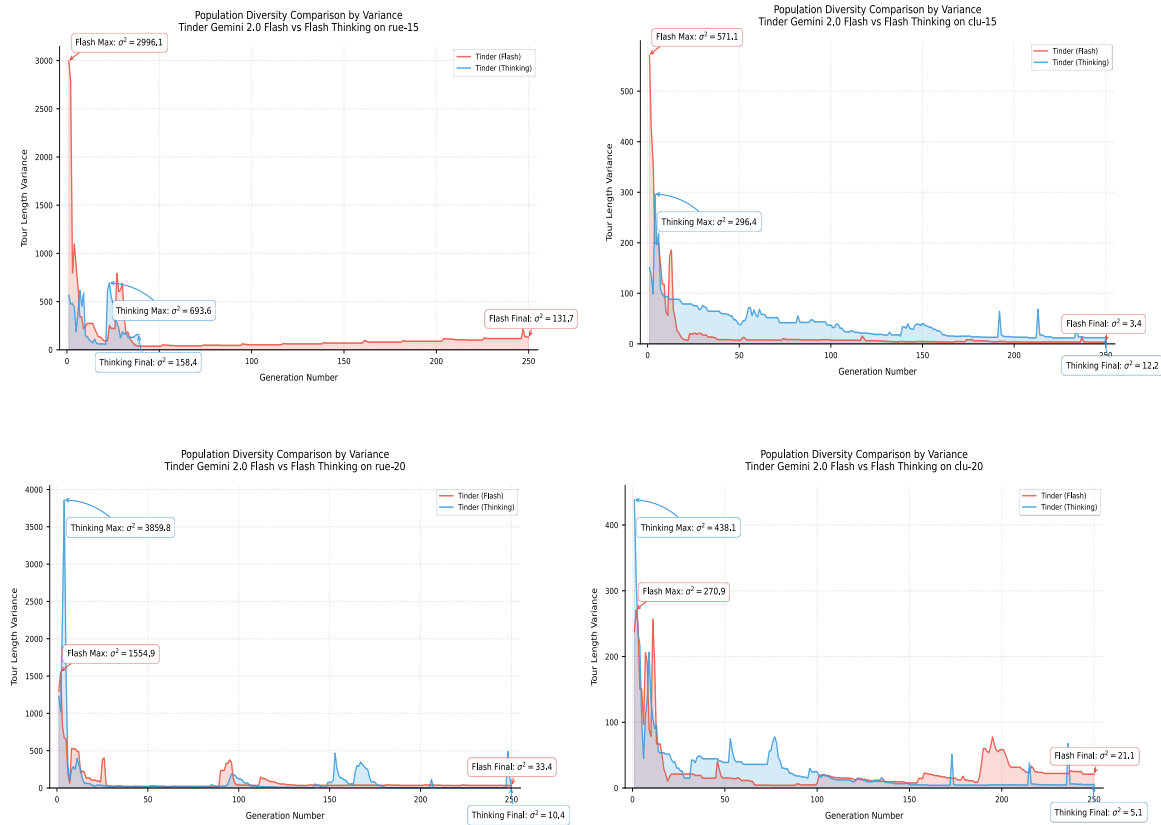 Population Diversity Comparison by Variance
Tinder Gemini 2.0 Flash vs Flash Thinking on rue-15
Flash Max: σ² = 2996.1
Tinder (Flash)
Tinder (Thinking)
3000
2500
2000
1500
1000
500
0
Tour Length Variance
Thinking Max: σ² = 693.6
Flash Final: σ² = 131.7
Thinking Final: σ² = 158.4
0
50
100
150
200
250
Generation Number
Population Diversity Comparison by Variance
Tinder Gemini 2.0 Flash vs Flash Thinking on clu-15
Flash Max: σ² = 571.1
Tinder (Flash)
Tinder (Thinking)
500
400
300
200
100
0
Tour Length Variance
Thinking Max: σ² = 296.4
Flash Final: σ² = 3.4
Thinking Final: σ² = 12.2
0
50
100
150
200
250
Generation Number
Population Diversity Comparison by Variance
Tinder Gemini 2.0 Flash vs Flash Thinking on rue-20
Tinder (Flash)
Tinder (Thinking)
4000
3500
3000
2500
2000
1500
1000
500
0
Tour Length Variance
Thinking Max: σ² = 3859.8
Flash Max: σ² = 1554.9
Flash Final: σ² = 33.4
Thinking Final: σ² = 10.4
0
50
100
150
200
250
Generation Number
Population Diversity Comparison by Variance
Tinder Gemini 2.0 Flash vs Flash Thinking on clu-20
Tinder (Flash)
Tinder (Thinking)
400
300
200
100
0
Tour Length Variance
Thinking Max: σ² = 438.1
Flash Max: σ² = 270.9
Flash Final: σ² = 21.1
Thinking Final: σ² = 5.1
0
50
100
150
200
250
Generation Number